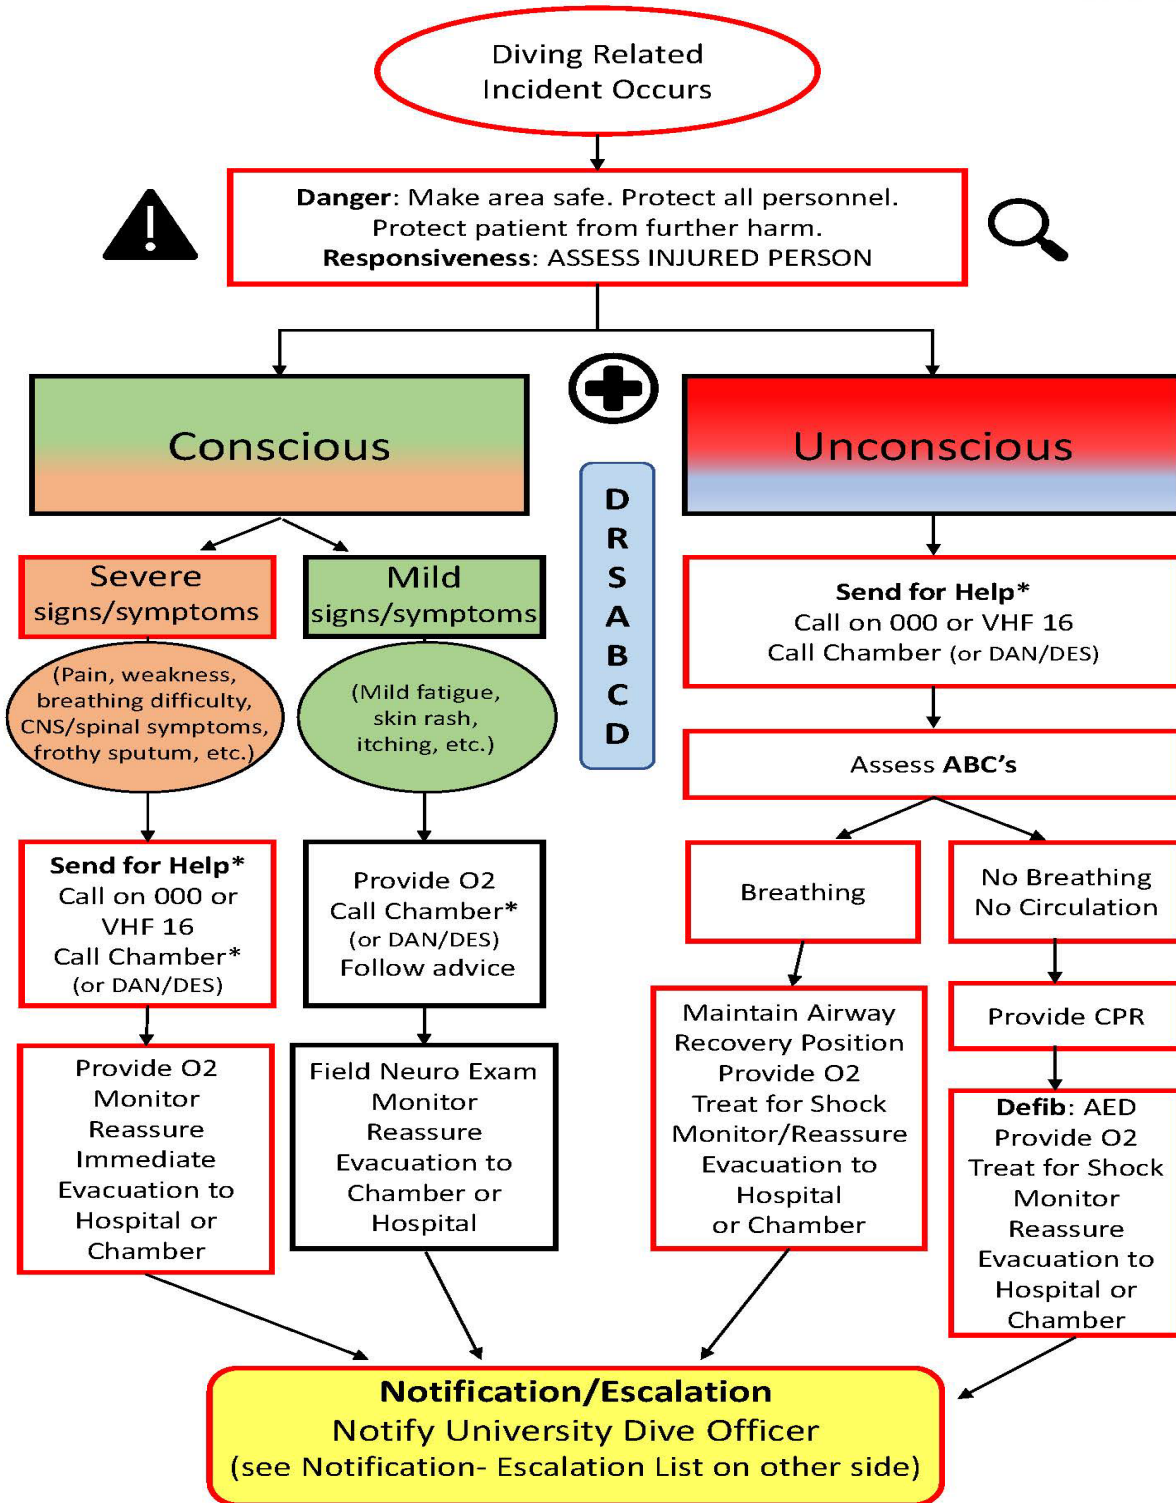 Diving Related
Incident Occurs
Danger: Make area safe. Protect all personnel.
Protect patient from further harm.
Responsiveness: ASSESS INJURED PERSON
Conscious
Severe
signs/symptoms
(Pain, weakness,
breathing difficulty,
CNS/spinal symptoms,
frothy sputum, etc.)
Send for Help*
Call on 000 or
VHF 16
Call Chamber*
(or DAN/DES)
Provide O2
Monitor
Reassure
Immediate
Evacuation to
Hospital or
Chamber
Mild
signs/symptoms
(Mild fatigue,
skin rash,
itching, etc.)
Provide O2
Call Chamber*
(or DAN/DES)
Follow advice
Field Neuro Exam
Monitor
Reassure
Evacuation to
Chamber or
Hospital
D
R
S
A
B
C
D
Unconscious
Send for Help*
Call on 000 or VHF 16
Call Chamber (or DAN/DES)
Assess ABC’s
Breathing
Maintain Airway
Recovery Position
Provide O2
Treat for Shock
Monitor/Reassure
Evacuation to
Hospital
or Chamber
No Breathing
No Circulation
Provide CPR
Defib: AED
Provide O2
Treat for Shock
Monitor
Reassure
Evacuation to
Hospital or
Chamber
Notification/Escalation
Notify University Dive Officer
(see Notification- Escalation List on other side)